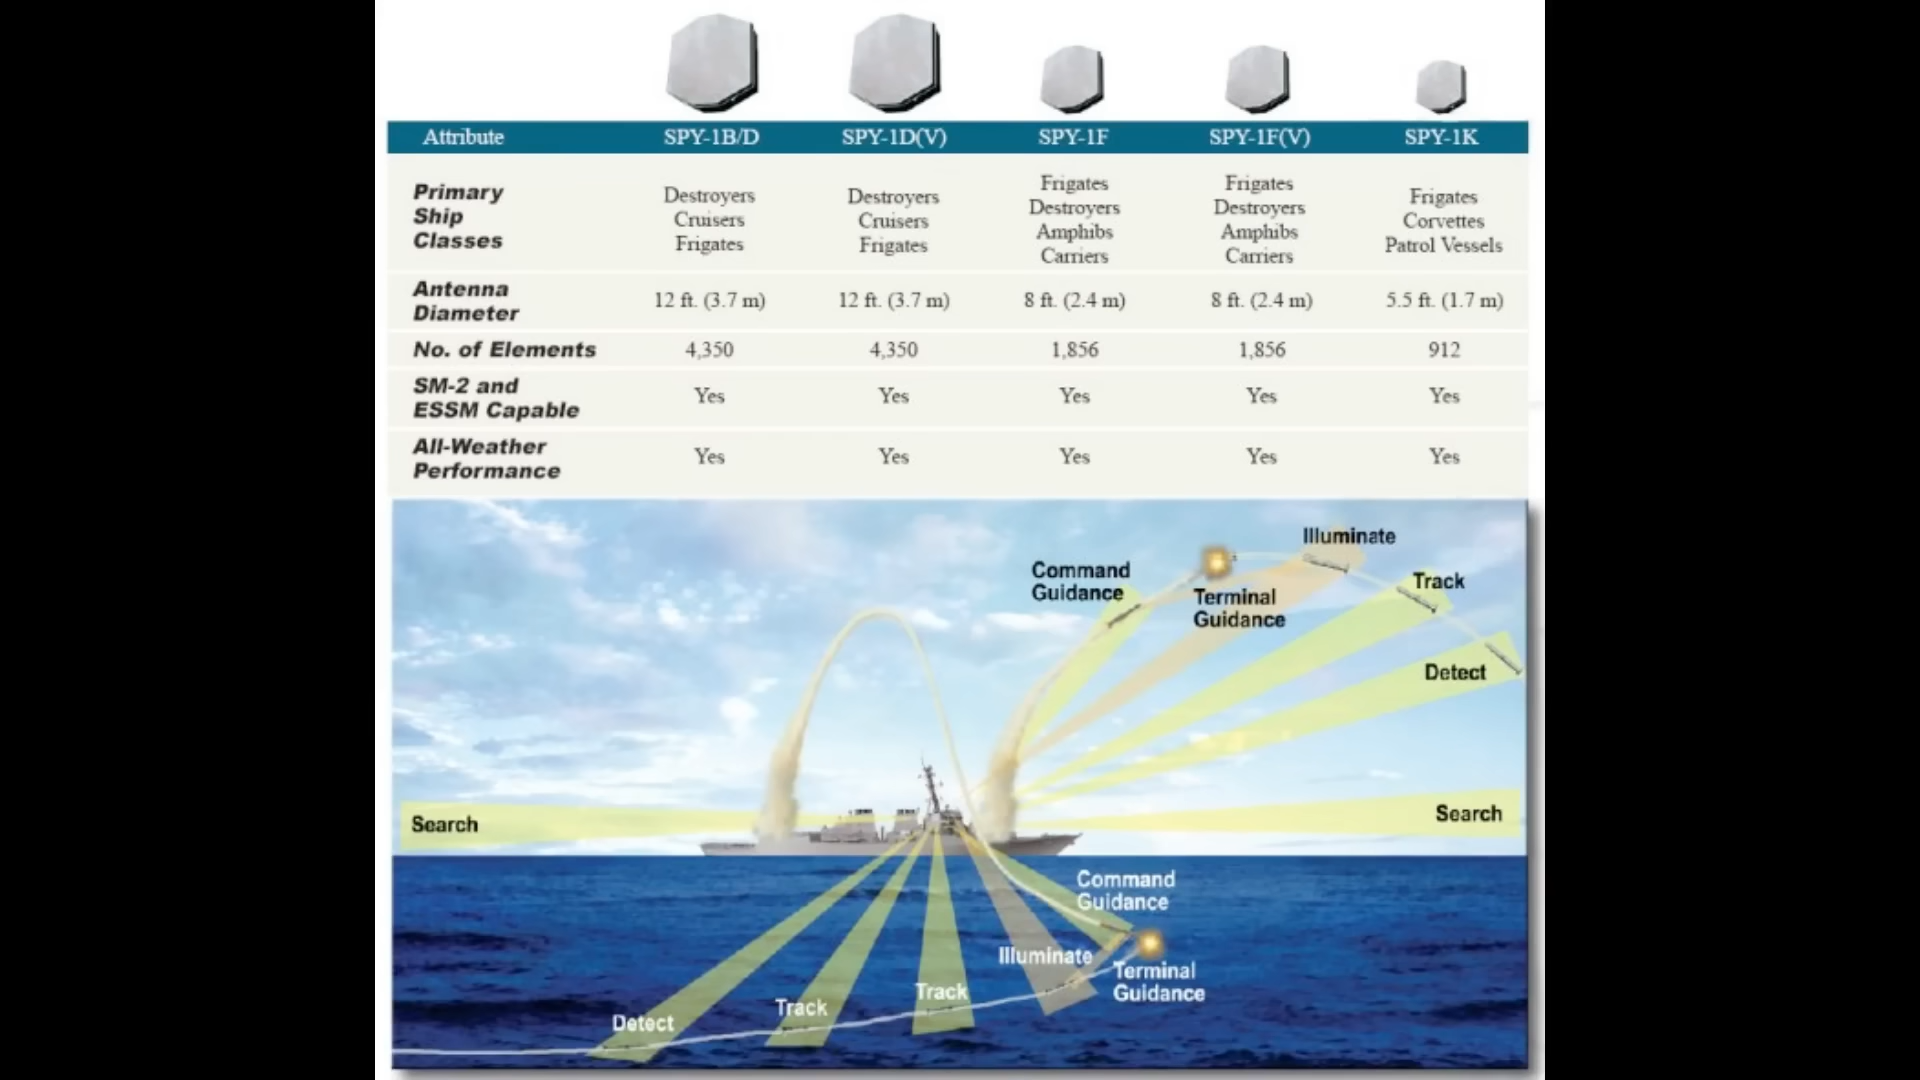 Attribute SPY-1B/D SPY-1D(V) SPY-1F SPY-1F(V) SPY-1K
Primary
Ship
Classes
Destroyers
Cruisers
Frigates
Destroyers
Cruisers
Frigates
Frigates
Destroyers
Amphibs
Carriers
Frigates
Destroyers
Amphibs
Carriers
Frigates
Corvettes
Patrol Vessels
Antenna
Diameter
12 ft. (3.7 m) 12 ft. (3.7 m) 8 ft. (2.4 m) 8 ft. (2.4 m) 5.5 ft. (1.7 m)
No. of Elements 4,350 4,350 1,856 1,856 912
SM-2 and
ESSM Capable
Yes Yes Yes Yes Yes
All-Weather
Performance
Yes Yes Yes Yes Yes
Illuminate
Command
Guidance
Track
Terminal
Guidance
Detect
Search
Search
Command
Guidance
Illuminate
Terminal
Guidance
Track
Track
Detect